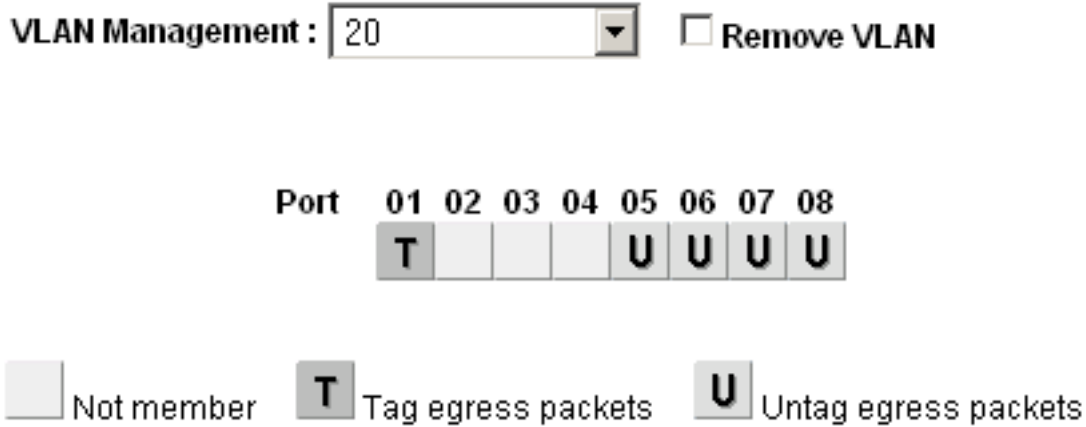 VLAN Management : 20 Remove VLAN
Port 01 02 03 04 05 06 07 08
T U U U U
Not member T Tag egress packets U Untag egress packets